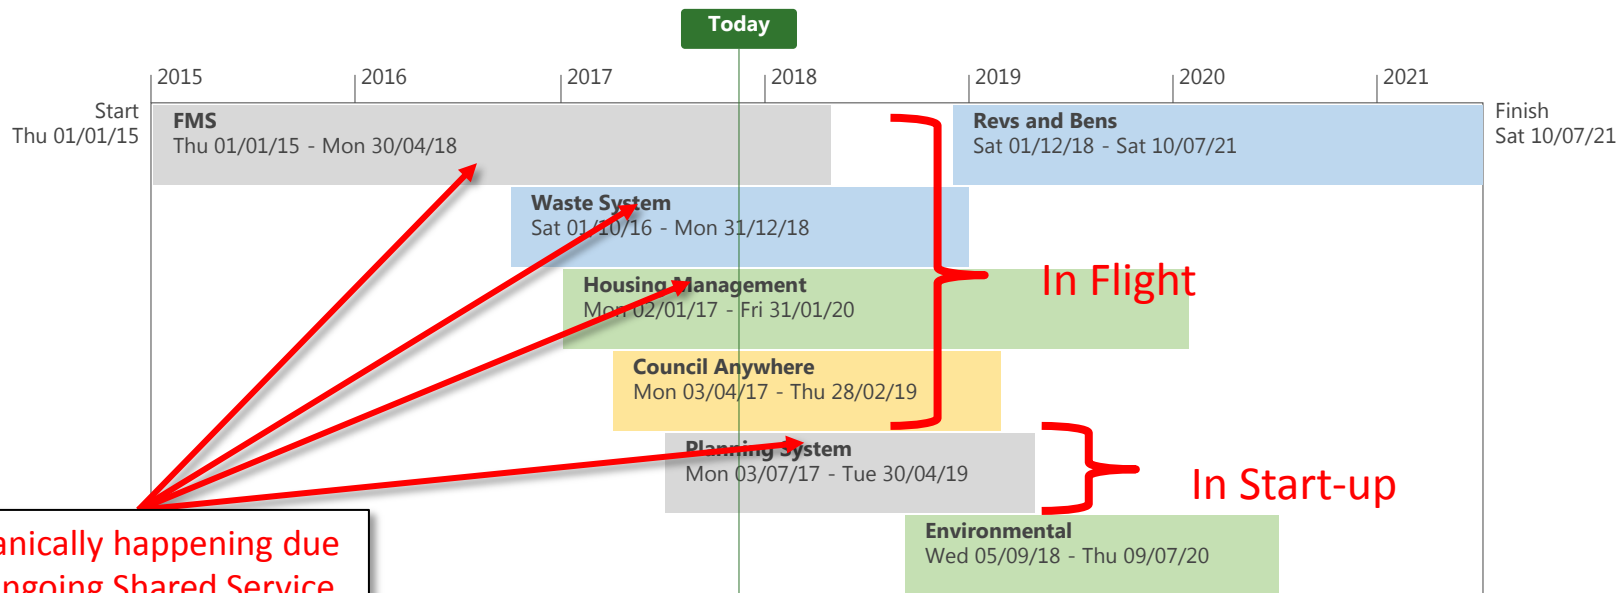 Today
2015
2016
2017
2018
2019
2020
2021
Start
Thu 01/01/15
Finish
Sat 10/07/21
FMS
Thu 01/01/15 - Mon 30/04/18
Revs and Bens
Sat 01/12/18 - Sat 10/07/21
Waste System
Sat 01/10/16 - Mon 31/12/18
Housing Management
Mon 02/01/17 - Fri 31/01/20
In Flight
Council Anywhere
Mon 03/04/17 - Thu 28/02/19
Planning System
Mon 03/07/17 - Tue 30/04/19
In Start-up
Environmental
Wed 05/09/18 - Thu 09/07/20
anically happening due
ngoing Shared Service